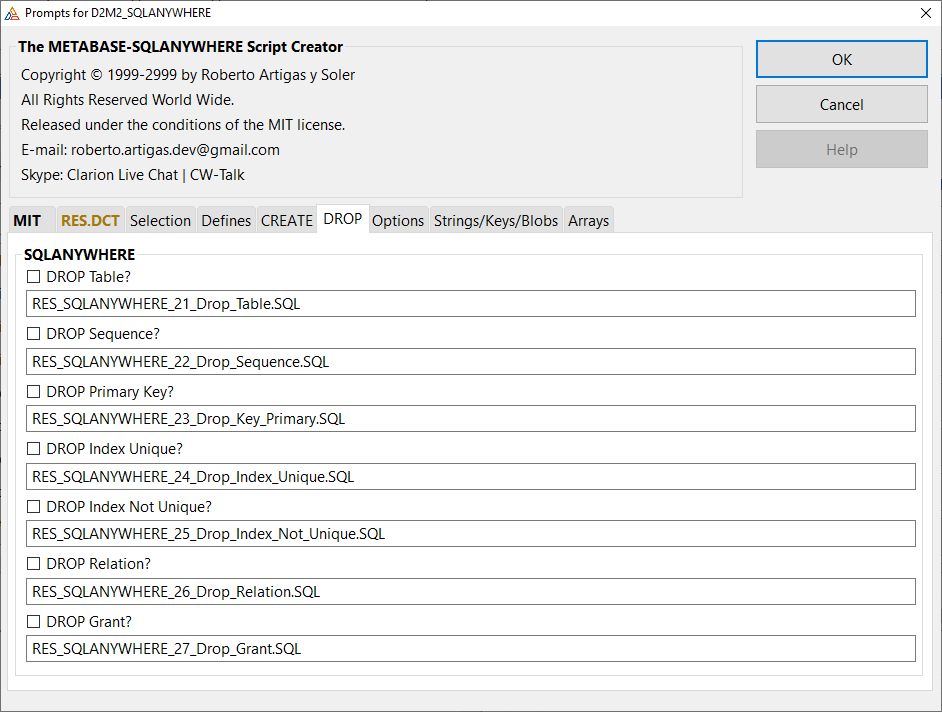 Prompts for D2M2_SQLANYWHERE
The METABASE-SQLANYWHERE Script Creator
Copyright © 1999-2999 by Roberto Artigas y Soler
All Rights Reserved World Wide.
Released under the conditions of the MIT license.
E-mail: roberto.artigas.dev@gmail.com
Skype: Clarion Live Chat | CW-Talk
OK
Cancel
Help
MIT RES.DCT Selection Defines CREATE DROP Options Strings/Keys/Blobs Arrays
SQLANYWHERE
DROP Table?
RES_SQLANYWHERE_21_Drop_Table.SQL
DROP Sequence?
RES_SQLANYWHERE_22_Drop_Sequence.SQL
DROP Primary Key?
RES_SQLANYWHERE_23_Drop_Key_Primary.SQL
DROP Index Unique?
RES_SQLANYWHERE_24_Drop_Index_Unique.SQL
DROP Index Not Unique?
RES_SQLANYWHERE_25_Drop_Index_Not_Unique.SQL
DROP Relation?
RES_SQLANYWHERE_26_Drop_Relation.SQL
DROP Grant?
RES_SQLANYWHERE_27_Drop_Grant.SQL